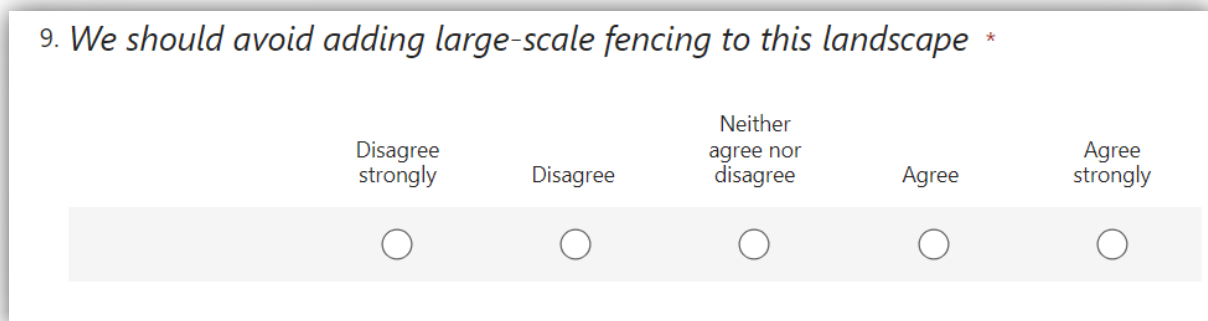 9. We should avoid adding large-scale fencing to this landscape *
Disagree strongly
Disagree
Neither agree nor disagree
Agree
Agree strongly